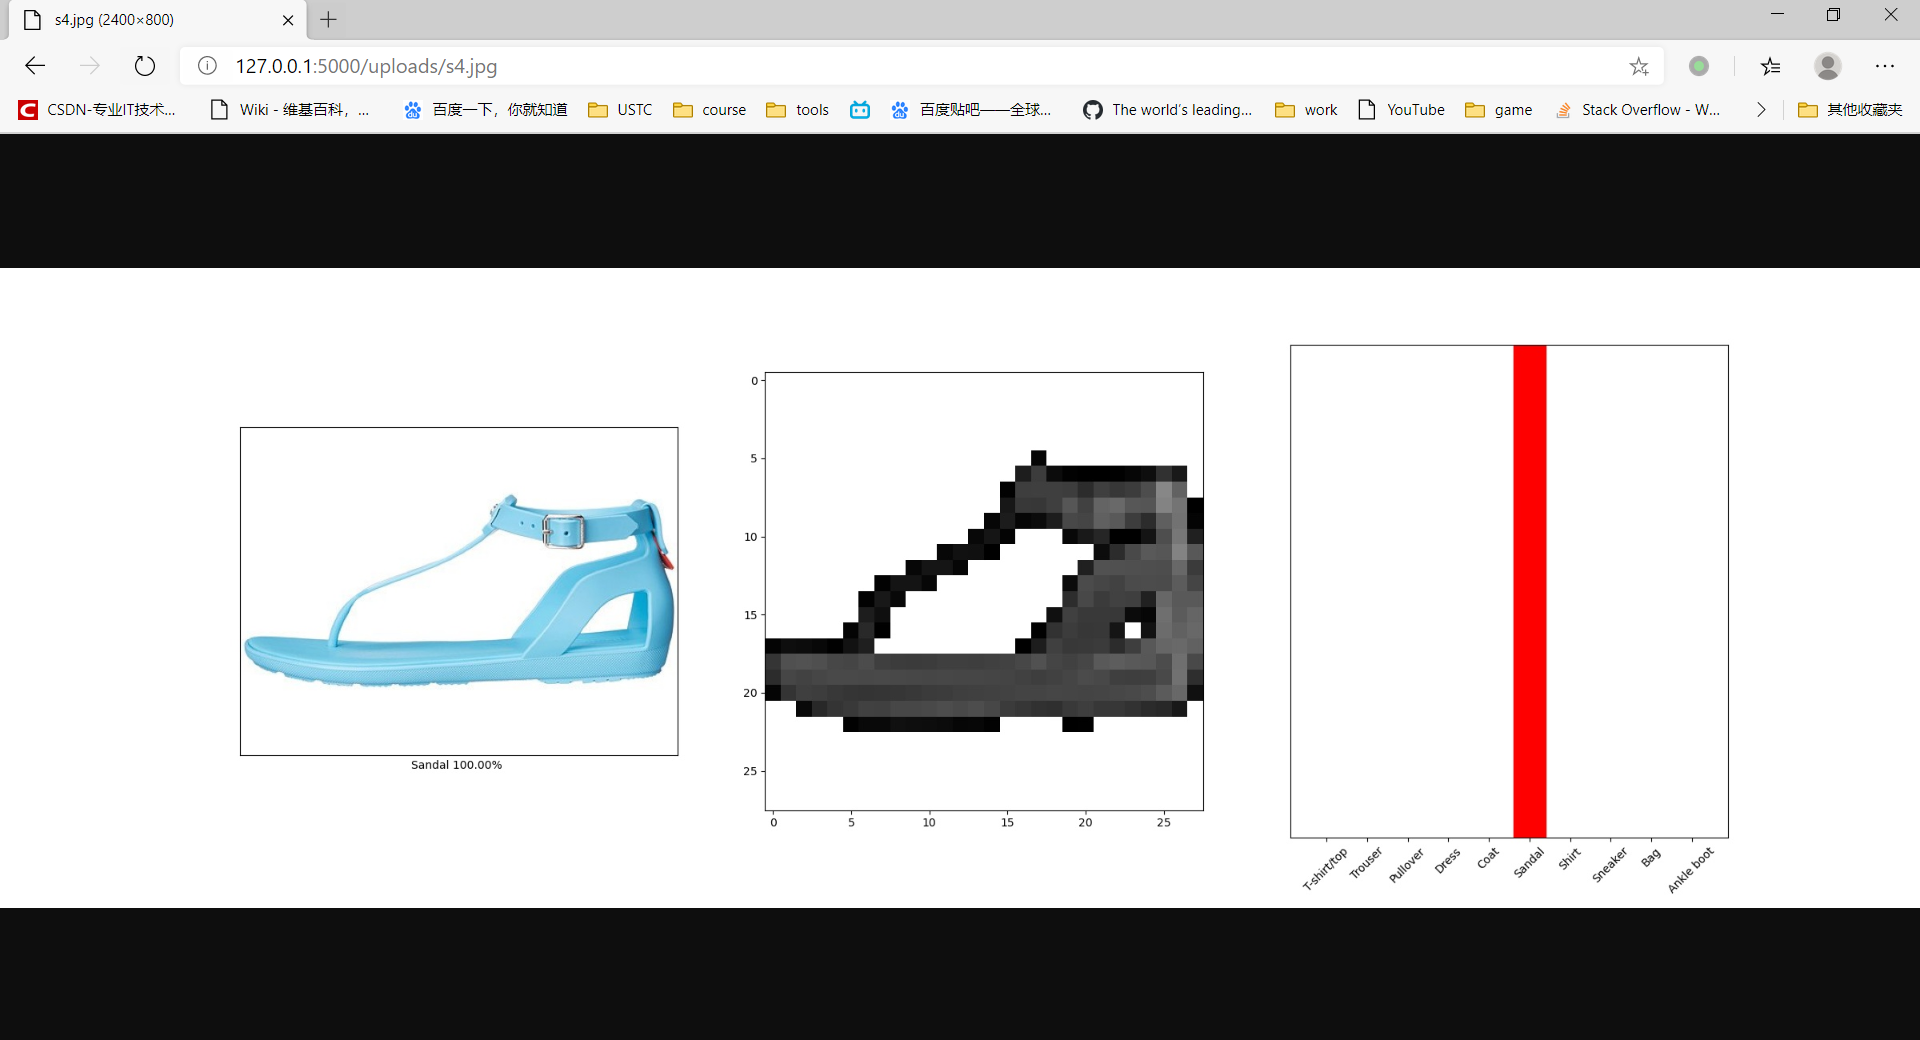 s4.jpg (2400×800)
127.0.0.1:5000/uploads/s4.jpg
CSDN-专业IT技术... Wiki - 维基百科，... 百度一下，你就知道 USTC course tools 百度贴吧——全球... The world's leading... work YouTube game Stack Overflow - W... 其他收藏夹
Sandal 100.00%
0
5
10
15
20
25
0 5 10 15 20 25
T-shirt/top Trouser Pullover Dress Coat Sandal Shirt Sneaker Bag Ankle boot